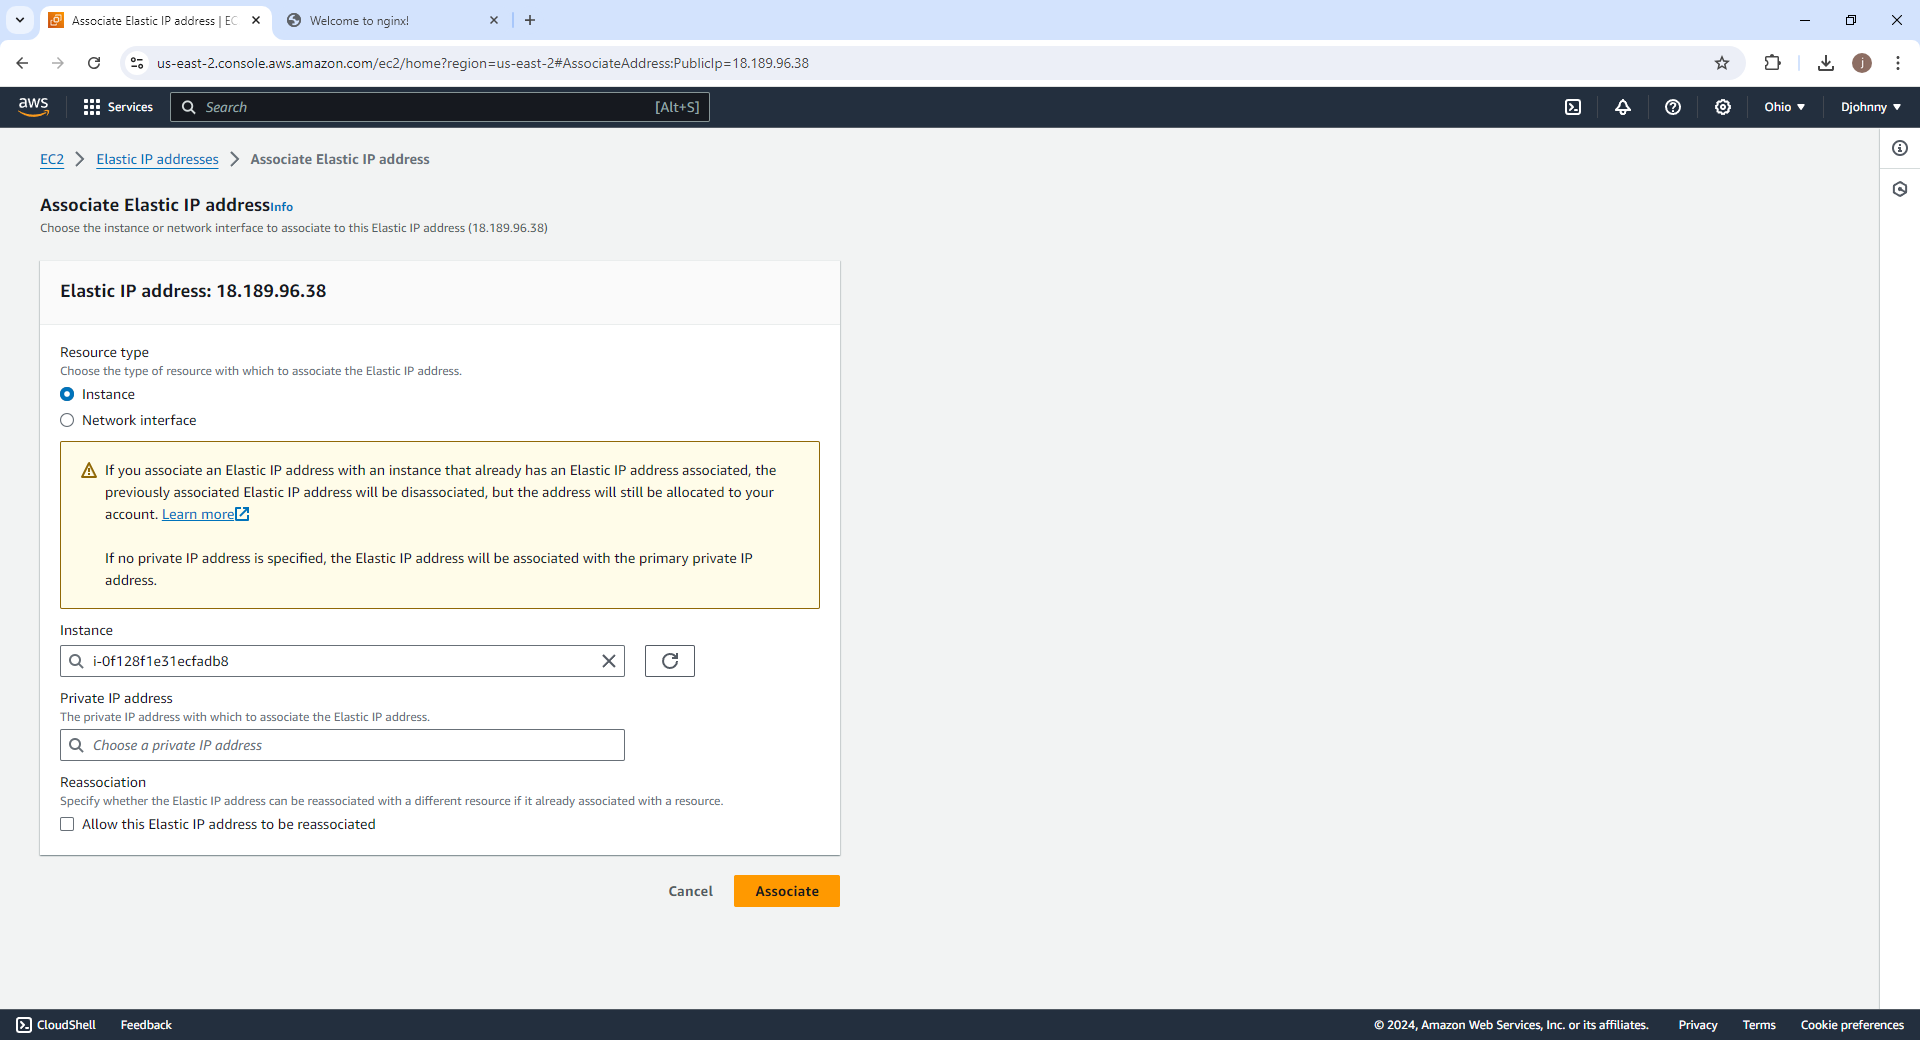 Associate Elastic IP address | EC
Welcome to nginx!
us-east-2.console.aws.amazon.com/ec2/home?region=us-east-2#AssociateAddress:PublicIp=18.189.96.38
j
aws
Services
Search
[Alt+S]
Ohio
Djohnny
EC2
Elastic IP addresses
Associate Elastic IP address
Associate Elastic IP address Info
Choose the instance or network interface to associate to this Elastic IP address (18.189.96.38)
Elastic IP address: 18.189.96.38
Resource type
Choose the type of resource with which to associate the Elastic IP address.
Instance
Network interface
If you associate an Elastic IP address with an instance that already has an Elastic IP address associated, the
previously associated Elastic IP address will be disassociated, but the address will still be allocated to your
account. Learn more
If no private IP address is specified, the Elastic IP address will be associated with the primary private IP
address.
Instance
i-0f128f1e31ecfadb8
Private IP address
The private IP address with which to associate the Elastic IP address.
Choose a private IP address
Reassociation
Specify whether the Elastic IP address can be reassociated with a different resource if it already associated with a resource.
Allow this Elastic IP address to be reassociated
Cancel
Associate
CloudShell
Feedback
© 2024, Amazon Web Services, Inc. or its affiliates.
Privacy
Terms
Cookie preferences